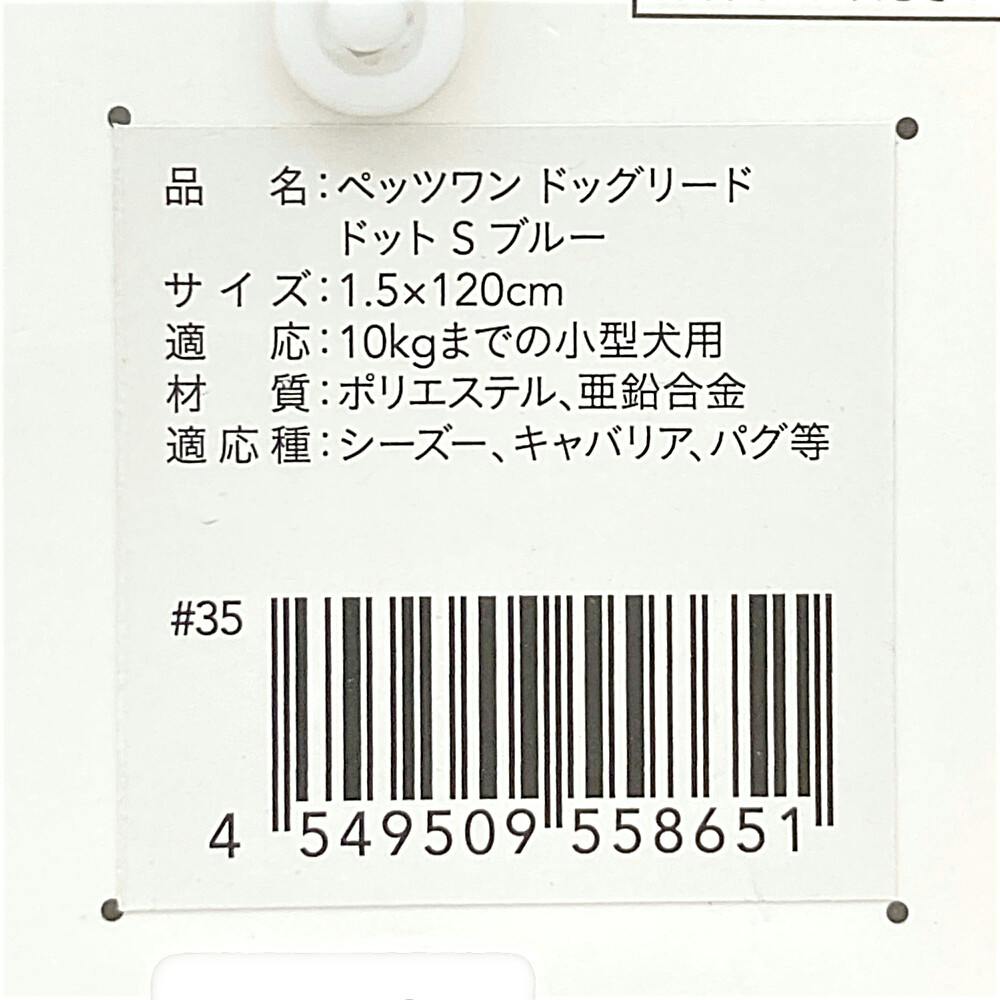 品名：ペッツワン ドッグリード
ドット S ブルー
サイズ：1.5×120cm
適応：10kgまでの小型犬用
材質：ポリエステル、亜鉛合金
適応種：シーズー、キャバリア、パグ等
#35
4 549509 558651